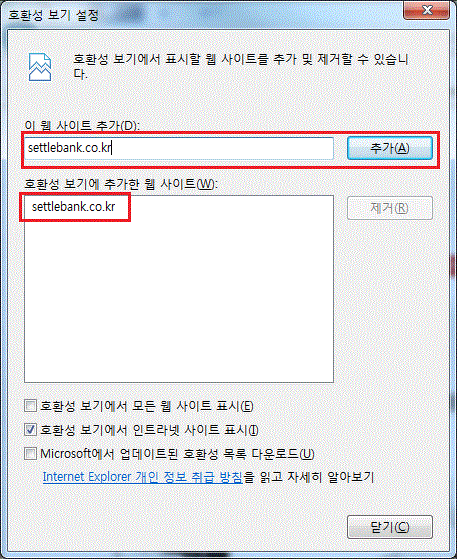 호환성 보기 설정
호환성 보기에서 표시할 웹 사이트를 추가 및 제거할 수 있습니
다.
이 웹 사이트 추가(D):
settlebank.co.kr
추가(A)
호환성 보기에 추가한 웹 사이트(W):
settlebank.co.kr
제거(R)
호환성 보기에서 모든 웹 사이트 표시(E)
호환성 보기에서 인트라넷 사이트 표시(I)
Microsoft에서 업데이트된 호환성 목록 다운로드(U)
Internet Explorer 개인 정보 취급 방침을 읽고 자세히 알아보기
닫기(C)